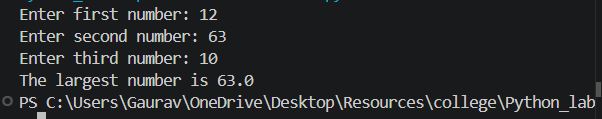 Enter first number: 12
Enter second number: 63
Enter third number: 10
The largest number is 63.0
PS C:\Users\Gaurav\OneDrive\Desktop\Resources\college\Python_lab